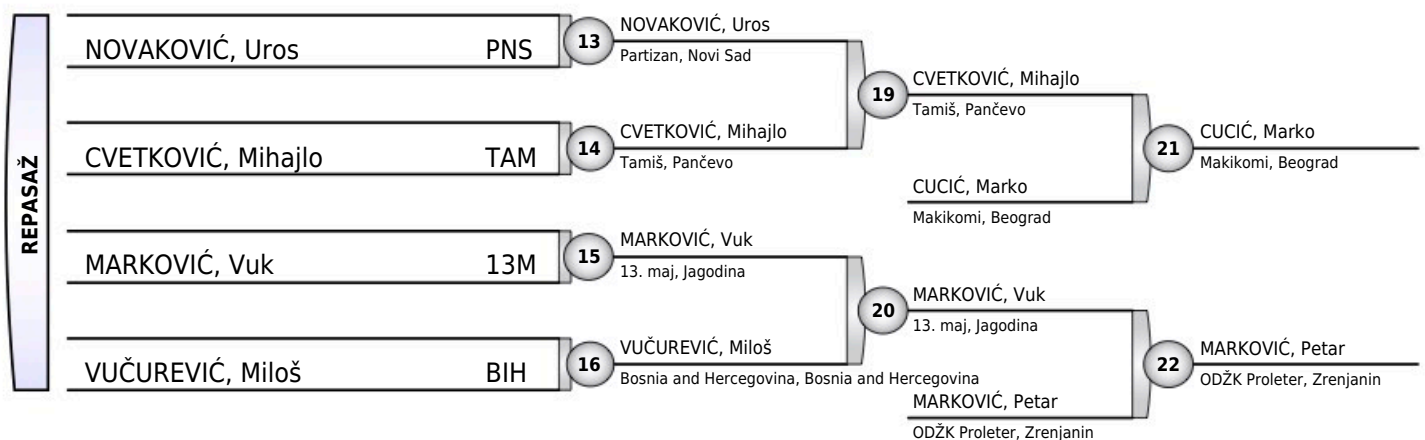 REPASAŽ
NOVAKOVIĆ, Uros PNS
13
NOVAKOVIĆ, Uros
Partizan, Novi Sad
CVETKOVIĆ, Mihajlo TAM
14
CVETKOVIĆ, Mihajlo
Tamiš, Pančevo
19
CVETKOVIĆ, Mihajlo
Tamiš, Pančevo
CUCIĆ, Marko
Makikomi, Beograd
21
CUCIĆ, Marko
Makikomi, Beograd
MARKOVIĆ, Vuk 13M
15
MARKOVIĆ, Vuk
13. maj, Jagodina
VUČUREVIĆ, Miloš BIH
16
VUČUREVIĆ, Miloš
Bosnia and Hercegovina, Bosnia and Hercegovina
20
MARKOVIĆ, Vuk
13. maj, Jagodina
MARKOVIĆ, Petar
ODŽK Proleter, Zrenjanin
22
MARKOVIĆ, Petar
ODŽK Proleter, Zrenjanin